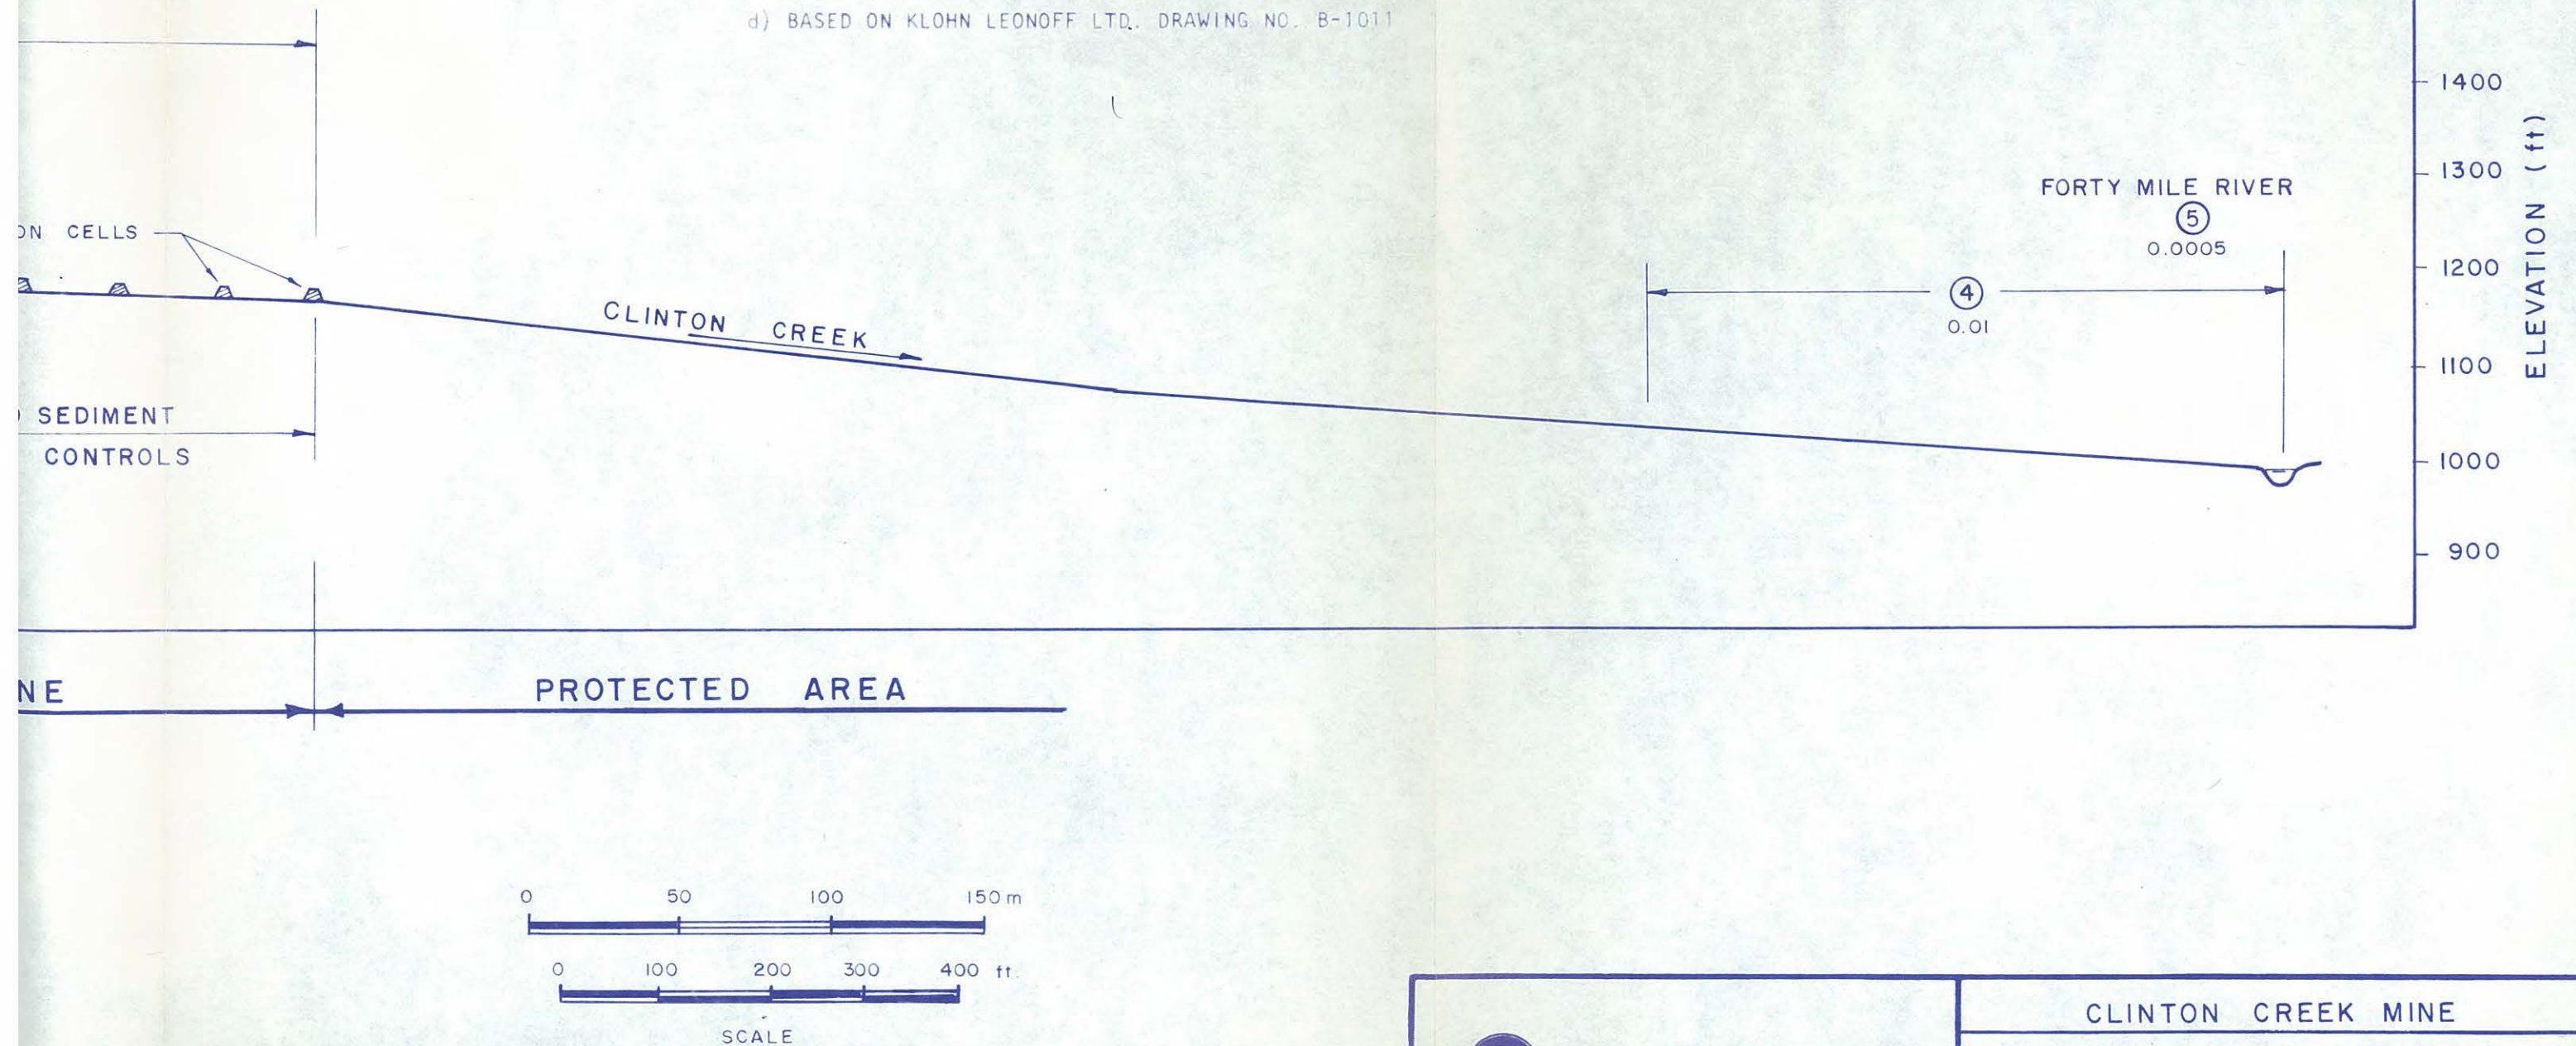 d) BASED ON KLOHN LEONOFF LTD. DRAWING NO. B-1011
1400
1300
1200
1100
1000
900
ELEVATION (ft)
FORTY MILE RIVER
5
0.0005
4
0.01
CELLS
CLINTON CREEK
SEDIMENT
CONTROLS
NE
PROTECTED AREA
0 50 100 150 m
0 100 200 300 400 ft.
SCALE
CLINTON CREEK MINE